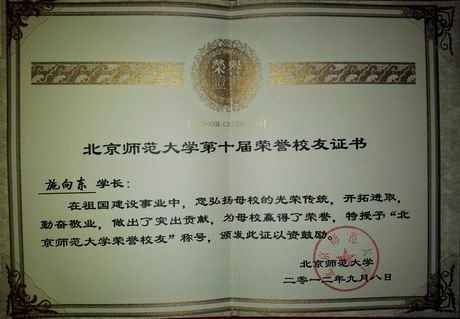 荣誉
北京师范大学第十届荣誉校友证书
施向东 学长：
在祖国建设事业中，您弘扬母校的光荣传统，开拓进取，
勤奋敬业，做出了突出贡献，为母校赢得了荣誉，特授予“北
京师范大学荣誉校友”称号，颁发此证以资鼓励。
北京师范大学
二零一二年九月八日